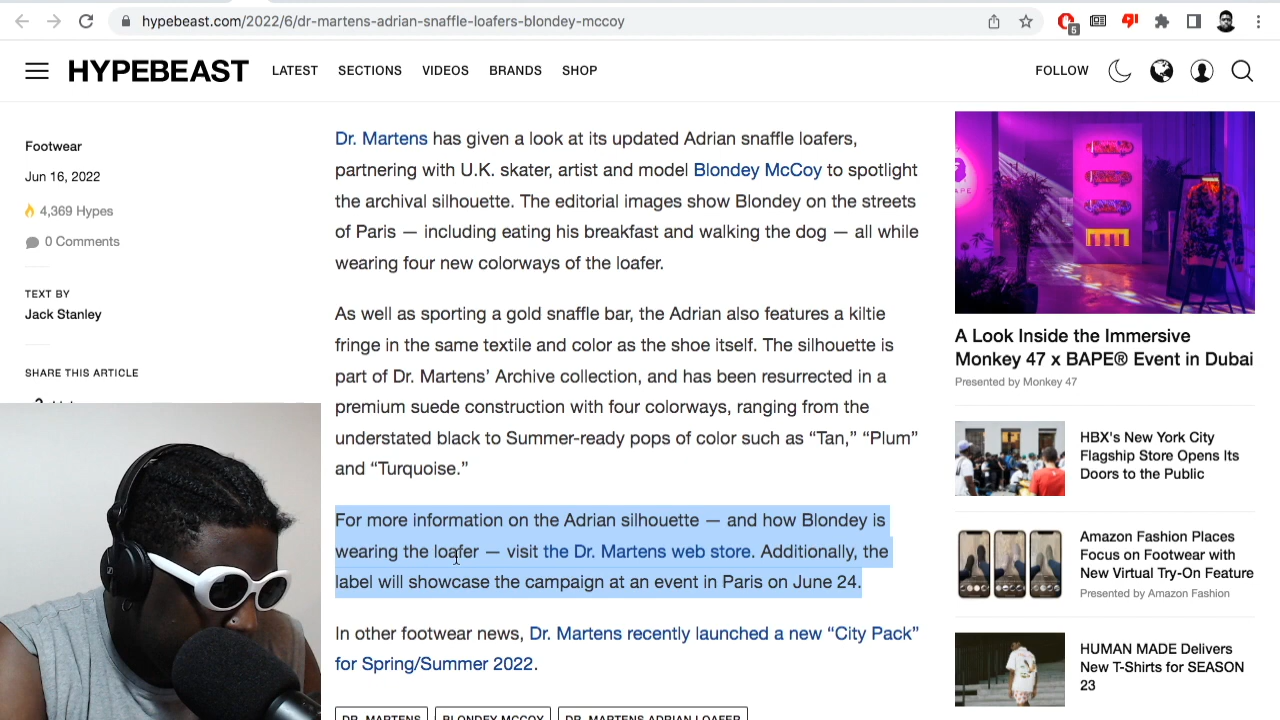 hypebeast.com/2022/6/dr-martens-adrian-snaffle-loafers-blondey-mccoy
5
HYPEBEAST
LATEST
SECTIONS
VIDEOS
BRANDS
SHOP
FOLLOW
Footwear
Jun 16, 2022
4,369 Hypes
0 Comments
TEXT BY
Jack Stanley
SHARE THIS ARTICLE
Dr. Martens has given a look at its updated Adrian snaffle loafers,
partnering with U.K. skater, artist and model Blondey McCoy to spotlight
the archival silhouette. The editorial images show Blondey on the streets
of Paris — including eating his breakfast and walking the dog — all while
wearing four new colorways of the loafer.
As well as sporting a gold snaffle bar, the Adrian also features a kiltie
fringe in the same textile and color as the shoe itself. The silhouette is
part of Dr. Martens’ Archive collection, and has been resurrected in a
premium suede construction with four colorways, ranging from the
understated black to Summer-ready pops of color such as “Tan,” “Plum”
and “Turquoise.”
For more information on the Adrian silhouette — and how Blondey is
wearing the loafer — visit the Dr. Martens web store. Additionally, the
label will showcase the campaign at an event in Paris on June 24.
In other footwear news, Dr. Martens recently launched a new “City Pack”
for Spring/Summer 2022.
DR. MARTENS
BLONDEY MCCOY
DR. MARTENS ADRIAN LOAFER
A Look Inside the Immersive
Monkey 47 x BAPE® Event in Dubai
Presented by Monkey 47
HBX's New York City
Flagship Store Opens Its
Doors to the Public
Amazon Fashion Places
Focus on Footwear with
New Virtual Try-On Feature
Presented by Amazon Fashion
HUMAN MADE Delivers
New T-Shirts for SEASON
23